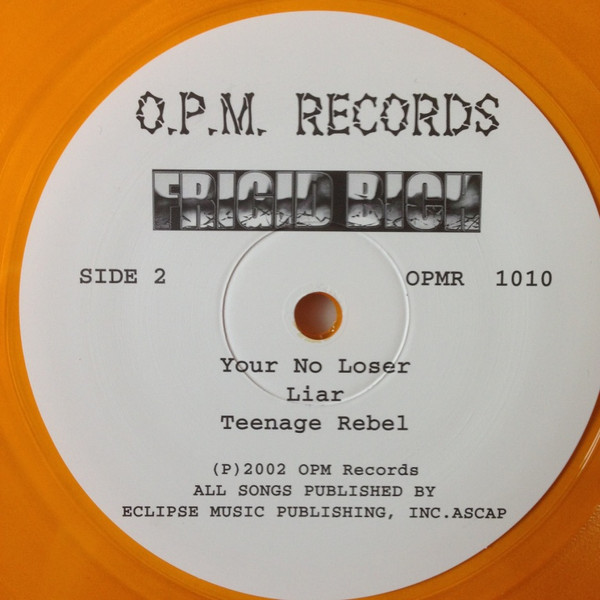 O.P.M. RECORDS
FRIGID BICH
SIDE 2 OPMR 1010
Your No Loser
Liar
Teenage Rebel
(P)2002 OPM Records
ALL SONGS PUBLISHED BY
ECLIPSE MUSIC PUBLISHING, INC.ASCAP